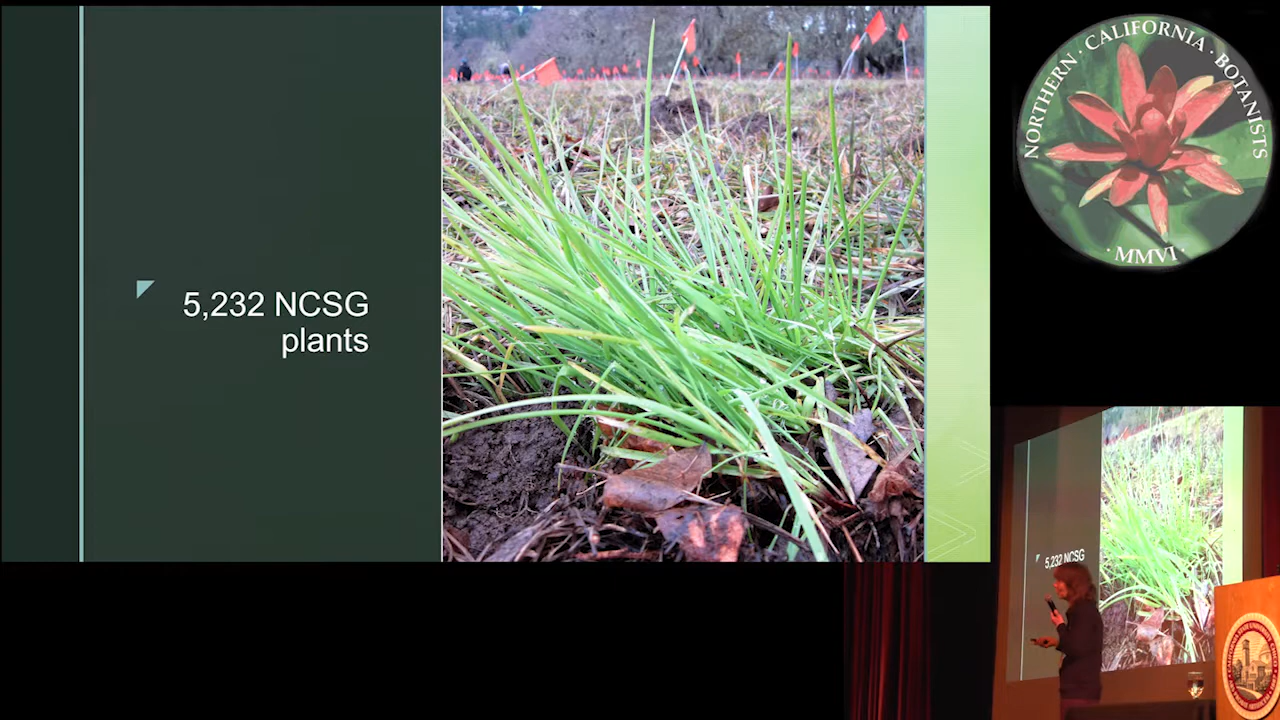 5,232 NCSG
plants
NORTHERN · CALIFORNIA · BOTANISTS
· MMVI ·
5,232 NCSG